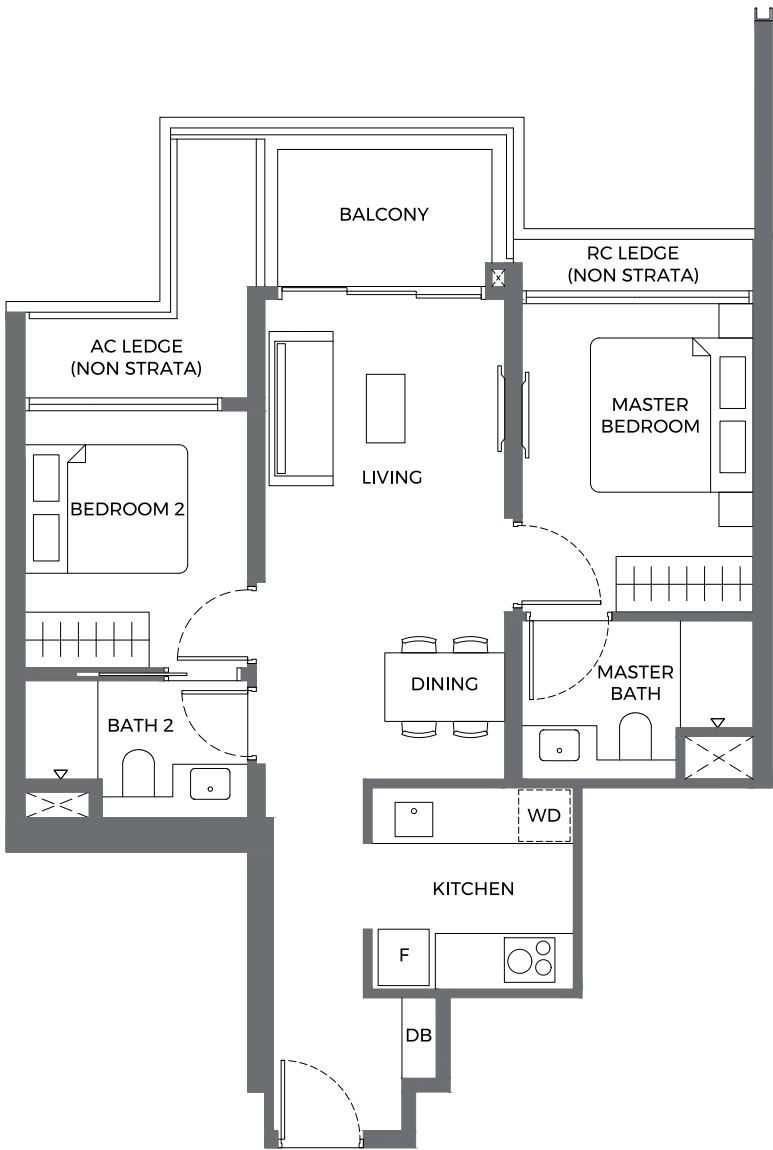 BALCONY
RC LEDGE
(NON STRATA)
AC LEDGE
(NON STRATA)
MASTER
BEDROOM
LIVING
BEDROOM 2
DINING
MASTER
BATH
BATH 2
WD
KITCHEN
F
DB